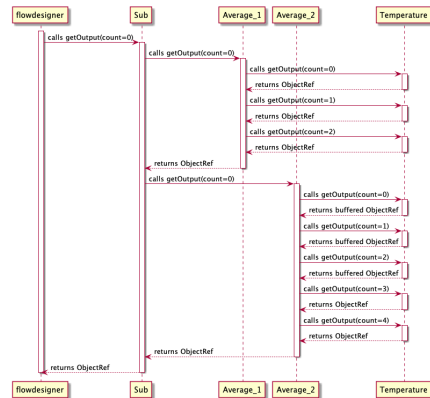 flowdesigner Sub Average_1 Average_2 Temperature
calls getOutput(count=0)
calls getOutput(count=0)
calls getOutput(count=0)
returns ObjectRef
calls getOutput(count=1)
returns ObjectRef
calls getOutput(count=2)
returns ObjectRef
returns ObjectRef
calls getOutput(count=0)
calls getOutput(count=0)
returns buffered ObjectRef
calls getOutput(count=1)
returns buffered ObjectRef
calls getOutput(count=2)
returns buffered ObjectRef
calls getOutput(count=3)
returns ObjectRef
calls getOutput(count=4)
returns ObjectRef
returns ObjectRef
returns ObjectRef
flowdesigner Sub Average_1 Average_2 Temperature